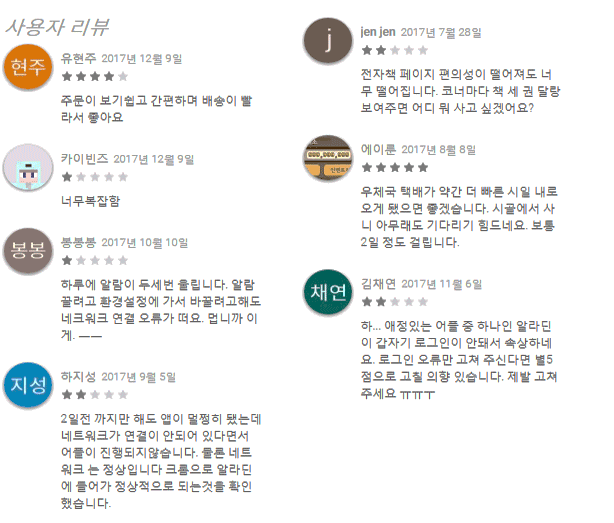 사용자 리뷰
현주
유현주 2017년 12월 9일
주문이 보기쉽고 간편하며 배송이 빨
라서 좋아요
카이빈즈 2017년 12월 9일
너무복잡함
봉봉
봉봉봉 2017년 10월 10일
하루에 알람이 두세번 울립니다. 알람
끌려고 환경설정에 가서 바꿀려고해도
네크워크 연결 오류가 떠요. 멉니까 이
게. ㅡㅡ
지성
하지성 2017년 9월 5일
2일전 까지만 해도 앱이 멀쩡히 됐는데
네트워크가 연결이 안되어 있다면서
어플이 진행되지않습니다. 물론 네트
워크 는 정상입니다 크롬으로 알라딘
에 들어가 정상적으로 되는것을 확인
했습니다.
j
jen jen 2017년 7월 28일
전자책 페이지 편의성이 떨어져도 너
무 떨어집니다. 코너마다 책 세 권 달랑
보여주면 어디 뭐 사고 싶겠어요?
에이룬 2017년 8월 8일
우체국 택배가 약간 더 빠른 시일 내로
오게 됐으면 좋겠습니다. 시골에서 사
니 아무래도 기다리기 힘드네요. 보통
2일 정도 걸립니다.
채연
김채연 2017년 11월 6일
하... 애정있는 어플 중 하나인 알라딘
이 갑자기 로그인이 안돼서 속상하네
요. 로그인 오류만 고쳐 주신다면 별5
점으로 고칠 의향 있습니다. 제발 고쳐
주세요 ㅠㅠㅜ